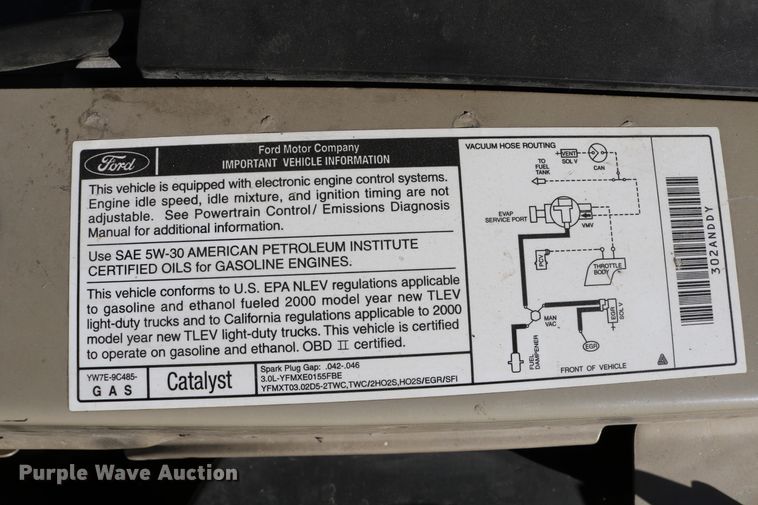 Ford
Ford Motor Company
IMPORTANT VEHICLE INFORMATION
This vehicle is equipped with electronic engine control systems.
Engine idle speed, idle mixture, and ignition timing are not
adjustable. See Powertrain Control/ Emissions Diagnosis
Manual for additional information.
Use SAE 5W-30 AMERICAN PETROLEUM INSTITUTE
CERTIFIED OILS for GASOLINE ENGINES.
This vehicle conforms to U.S. EPA NLEV regulations applicable
to gasoline and ethanol fueled 2000 model year new TLEV
light-duty trucks and to California regulations applicable to 2000
model year new TLEV light-duty trucks. This vehicle is certified
to operate on gasoline and ethanol. OBD II certified.
YW7E-9C485-
GAS
Catalyst
Spark Plug Gap: .042-.046
3.0L-YFMXE0155FBE
YFMXT03.02D5-2TWC,TWC/2HO2S,HO2S/EGR/SFI
VACUUM HOSE ROUTING
VENT
SOL V
CAN
TO
FUEL
TANK
EVAP
SERVICE PORT
VMV
PCV
THROTTLE
BODY
MAN
VAC
EGR
SOL V
FUEL
DAMPENER
EGR
FRONT OF VEHICLE
302ANDDY
Purple Wave Auction